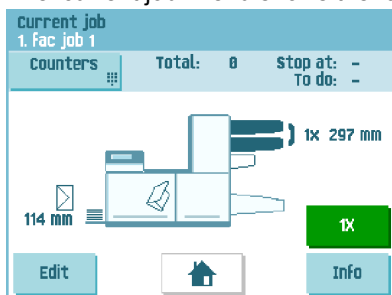 Current job
1. Fac job 1
Counters
Total: 0
Stop at: -
To do: -
1x 297 mm
114 mm
1X
Edit
Info